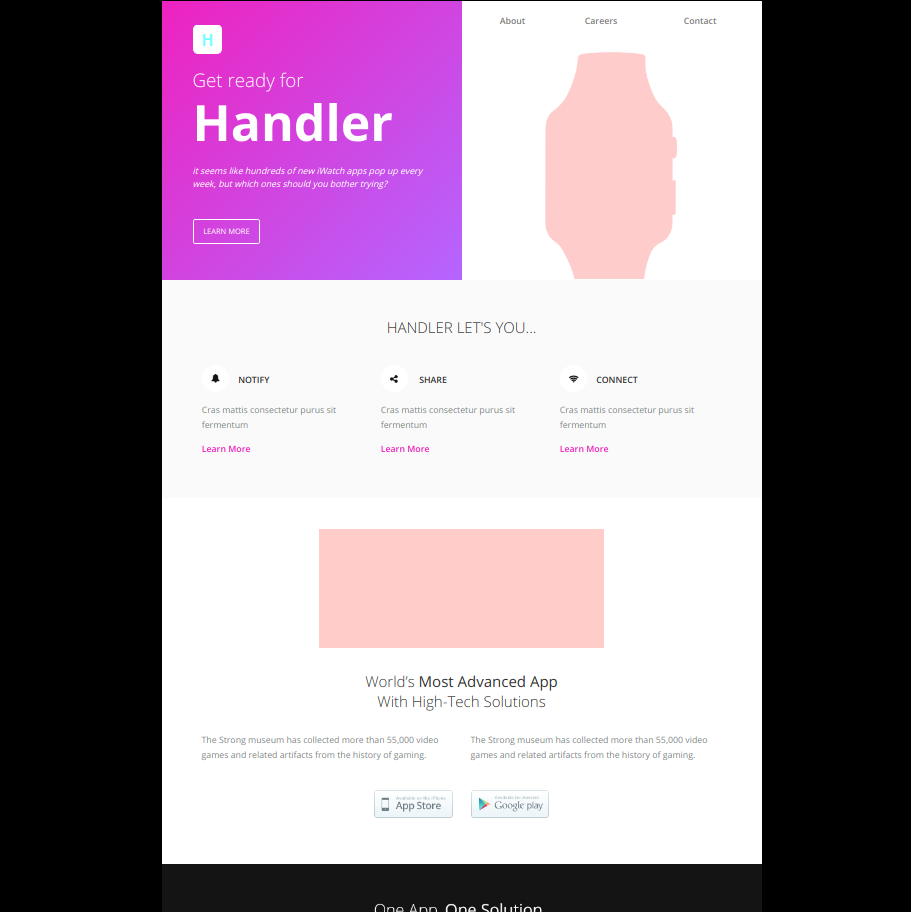 About Careers Contact
H
Get ready for
Handler
it seems like hundreds of new iWatch apps pop up every
week, but which ones should you bother trying?
LEARN MORE
HANDLER LET'S YOU...
NOTIFY
Cras mattis consectetur purus sit
fermentum
Learn More
SHARE
Cras mattis consectetur purus sit
fermentum
Learn More
CONNECT
Cras mattis consectetur purus sit
fermentum
Learn More
World's Most Advanced App
With High-Tech Solutions
The Strong museum has collected more than 55,000 video
games and related artifacts from the history of gaming.
The Strong museum has collected more than 55,000 video
games and related artifacts from the history of gaming.
Available on the iPhone
App Store
Available for Android
Google play
One App, One Solution